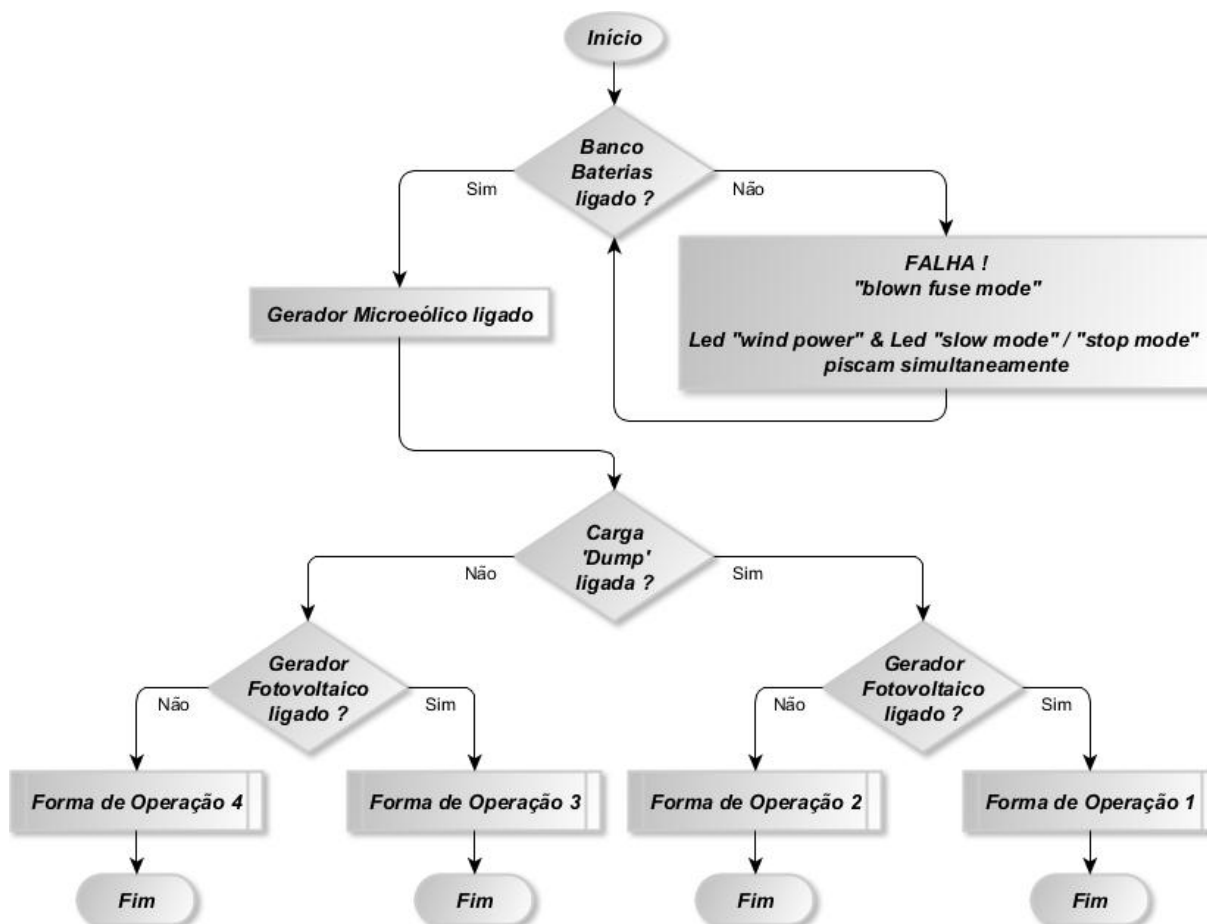 Início
Banco
Baterias
ligado ?
Sim
Não
FALHA !
"blown fuse mode"
Led "wind power" & Led "slow mode" / "stop mode"
piscam simultaneamente
Gerador Microeólico ligado
Carga
'Dump'
ligada ?
Não
Sim
Gerador
Fotovoltaico
ligado ?
Não
Sim
Gerador
Fotovoltaico
ligado ?
Não
Sim
Forma de Operação 4
Forma de Operação 3
Forma de Operação 2
Forma de Operação 1
Fim
Fim
Fim
Fim